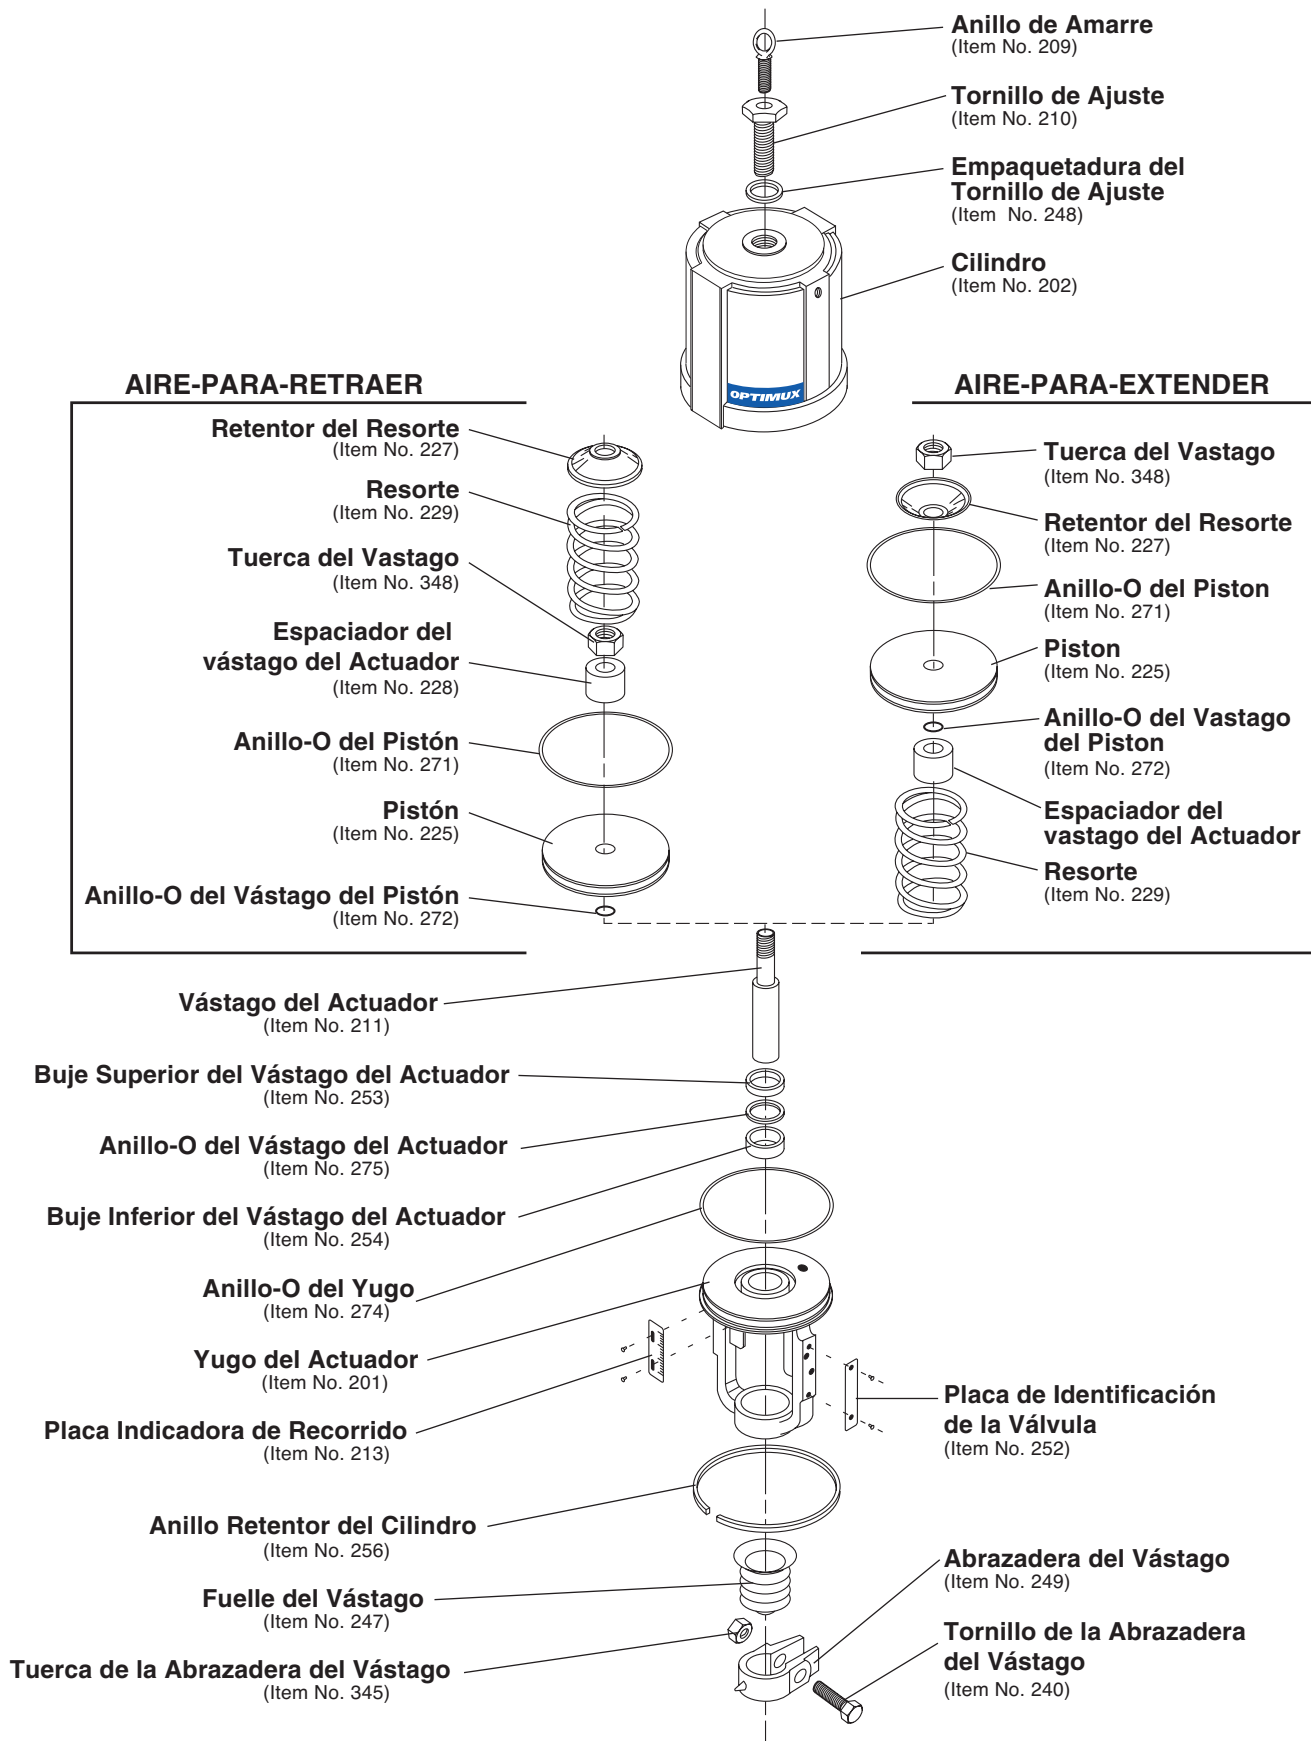 Anillo de Amarre
(Item No. 209)
Tornillo de Ajuste
(Item No. 210)
Empaquetadura del
Tornillo de Ajuste
(Item No. 248)
Cilindro
(Item No. 202)
OPTIMUX
AIRE-PARA-RETRAER
Retentor del Resorte
(Item No. 227)
Resorte
(Item No. 229)
Tuerca del Vastago
(Item No. 348)
Espaciador del
vástago del Actuador
(Item No. 228)
Anillo-O del Pistón
(Item No. 271)
Pistón
(Item No. 225)
Anillo-O del Vástago del Pistón
(Item No. 272)
AIRE-PARA-EXTENDER
Tuerca del Vastago
(Item No. 348)
Retentor del Resorte
(Item No. 227)
Anillo-O del Piston
(Item No. 271)
Piston
(Item No. 225)
Anillo-O del Vastago
del Piston
(Item No. 272)
Espaciador del
vastago del Actuador
Resorte
(Item No. 229)
Vástago del Actuador
(Item No. 211)
Buje Superior del Vástago del Actuador
(Item No. 253)
Anillo-O del Vástago del Actuador
(Item No. 275)
Buje Inferior del Vástago del Actuador
(Item No. 254)
Anillo-O del Yugo
(Item No. 274)
Yugo del Actuador
(Item No. 201)
Placa Indicadora de Recorrido
(Item No. 213)
Placa de Identificación
de la Válvula
(Item No. 252)
Anillo Retentor del Cilindro
(Item No. 256)
Fuelle del Vástago
(Item No. 247)
Tuerca de la Abrazadera del Vástago
(Item No. 345)
Abrazadera del Vástago
(Item No. 249)
Tornillo de la Abrazadera
del Vástago
(Item No. 240)